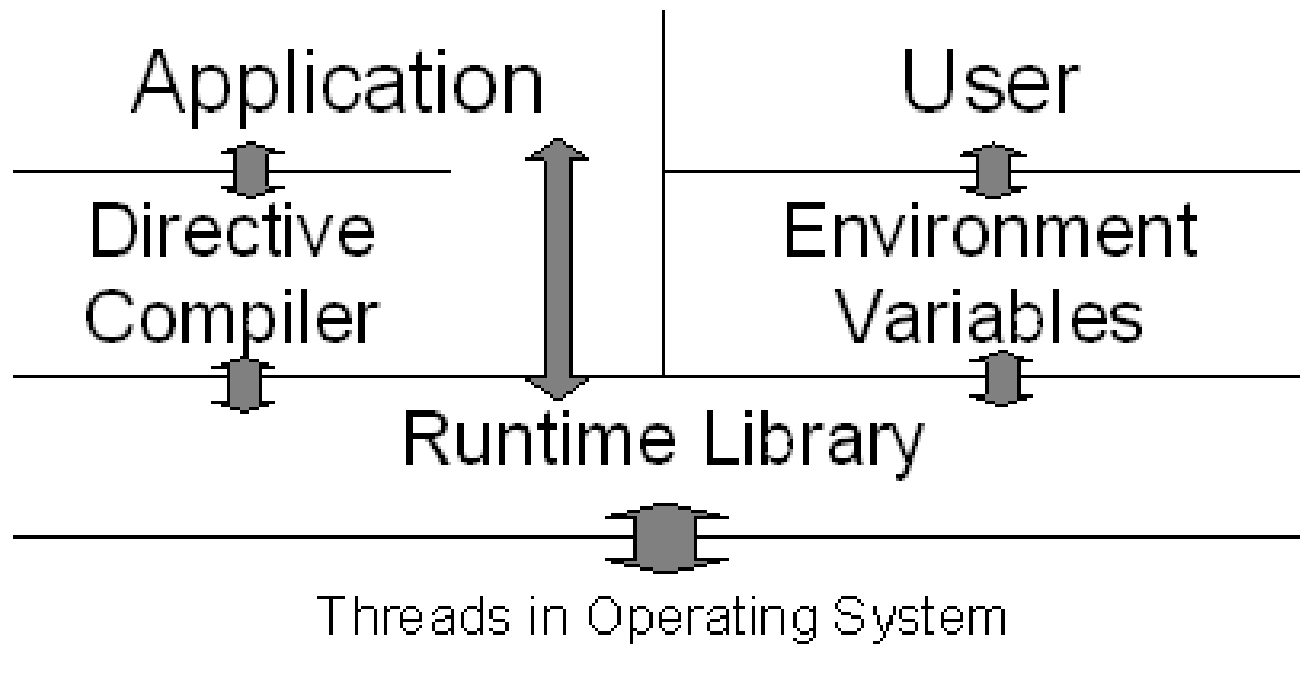 Application
User
Directive
Compiler
Environment
Variables
Runtime Library
Threads in Operating System